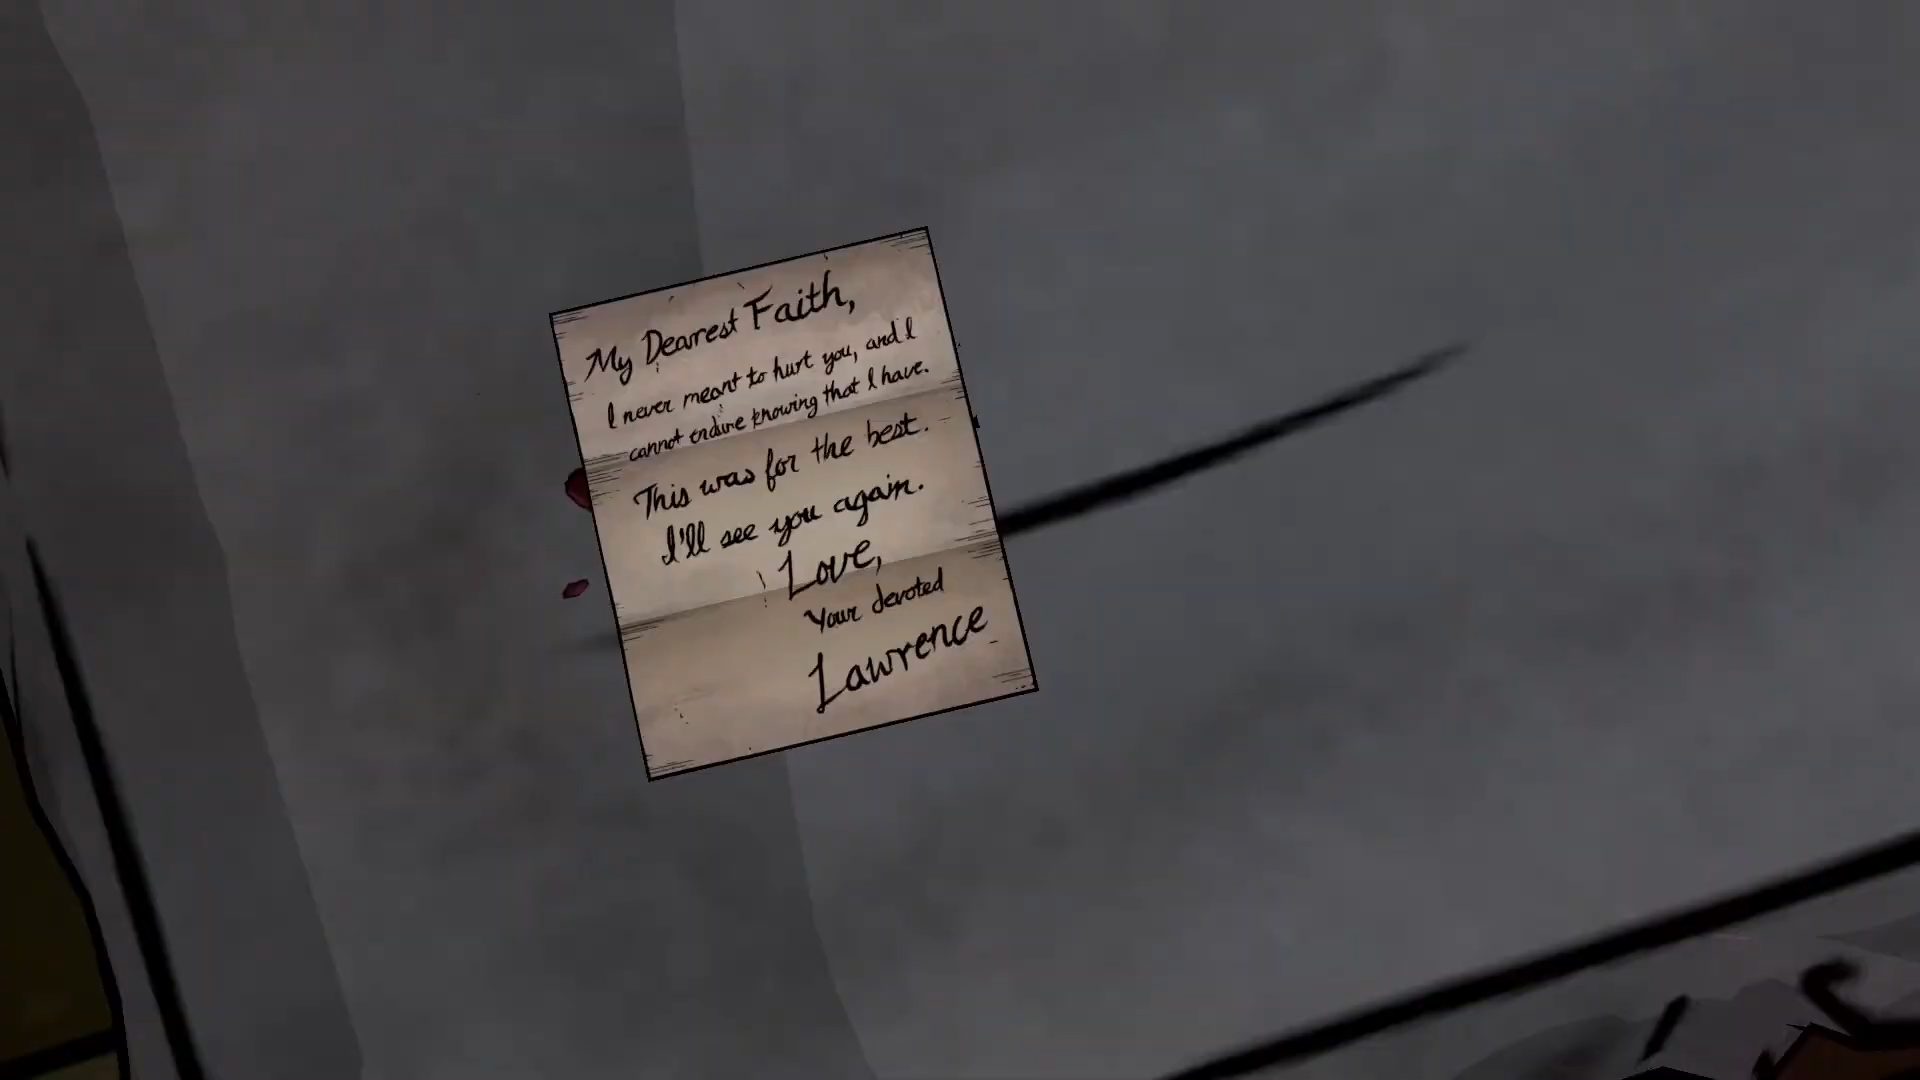 My Dearest Faith,
I never meant to hurt you, and I
cannot endure knowing that I have.
This was for the best.
I'll see you again.
Love,
Your devoted
Lawrence